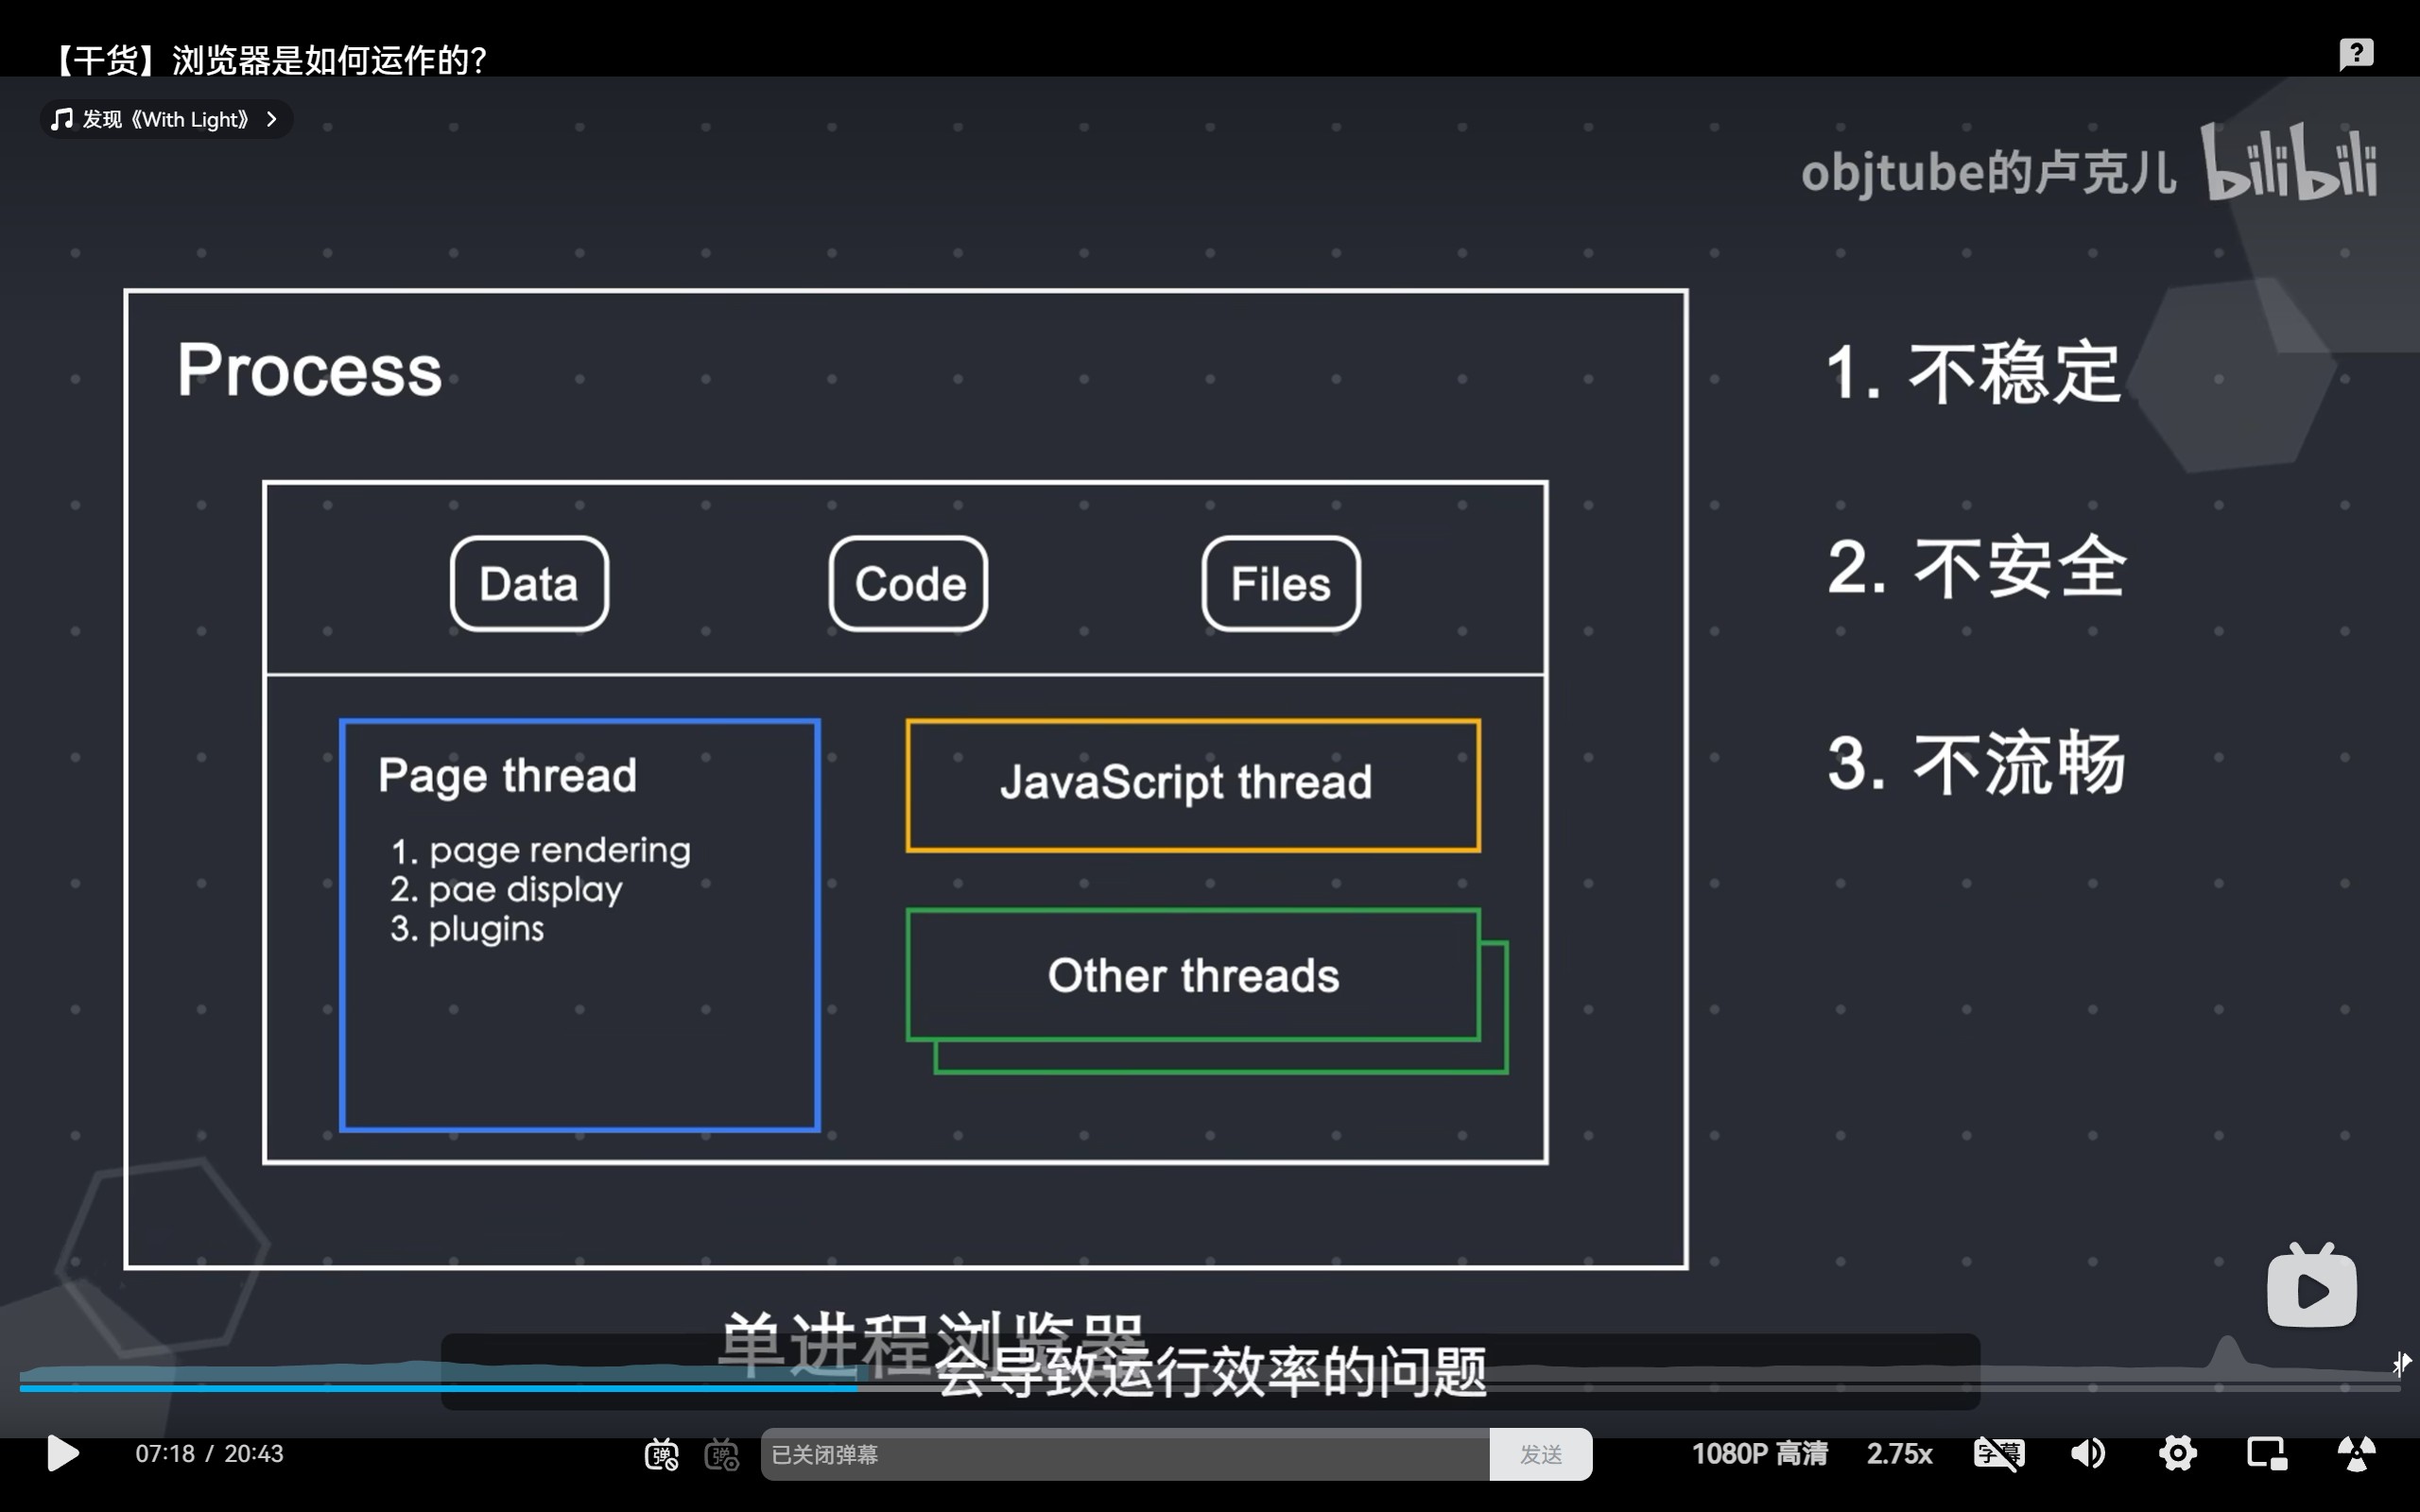 【干货】浏览器是如何运作的?
发现《With Light》
objtube的卢克儿 bilibili
Process
Data
Code
Files
Page thread
1. page rendering
2. pae display
3. plugins
JavaScript thread
Other threads
1. 不稳定
2. 不安全
3. 不流畅
单进程浏览器
会导致运行效率的问题
07:18 / 20:43
弹
弹
已关闭弹幕
发送
1080P 高清
2.75x
字幕